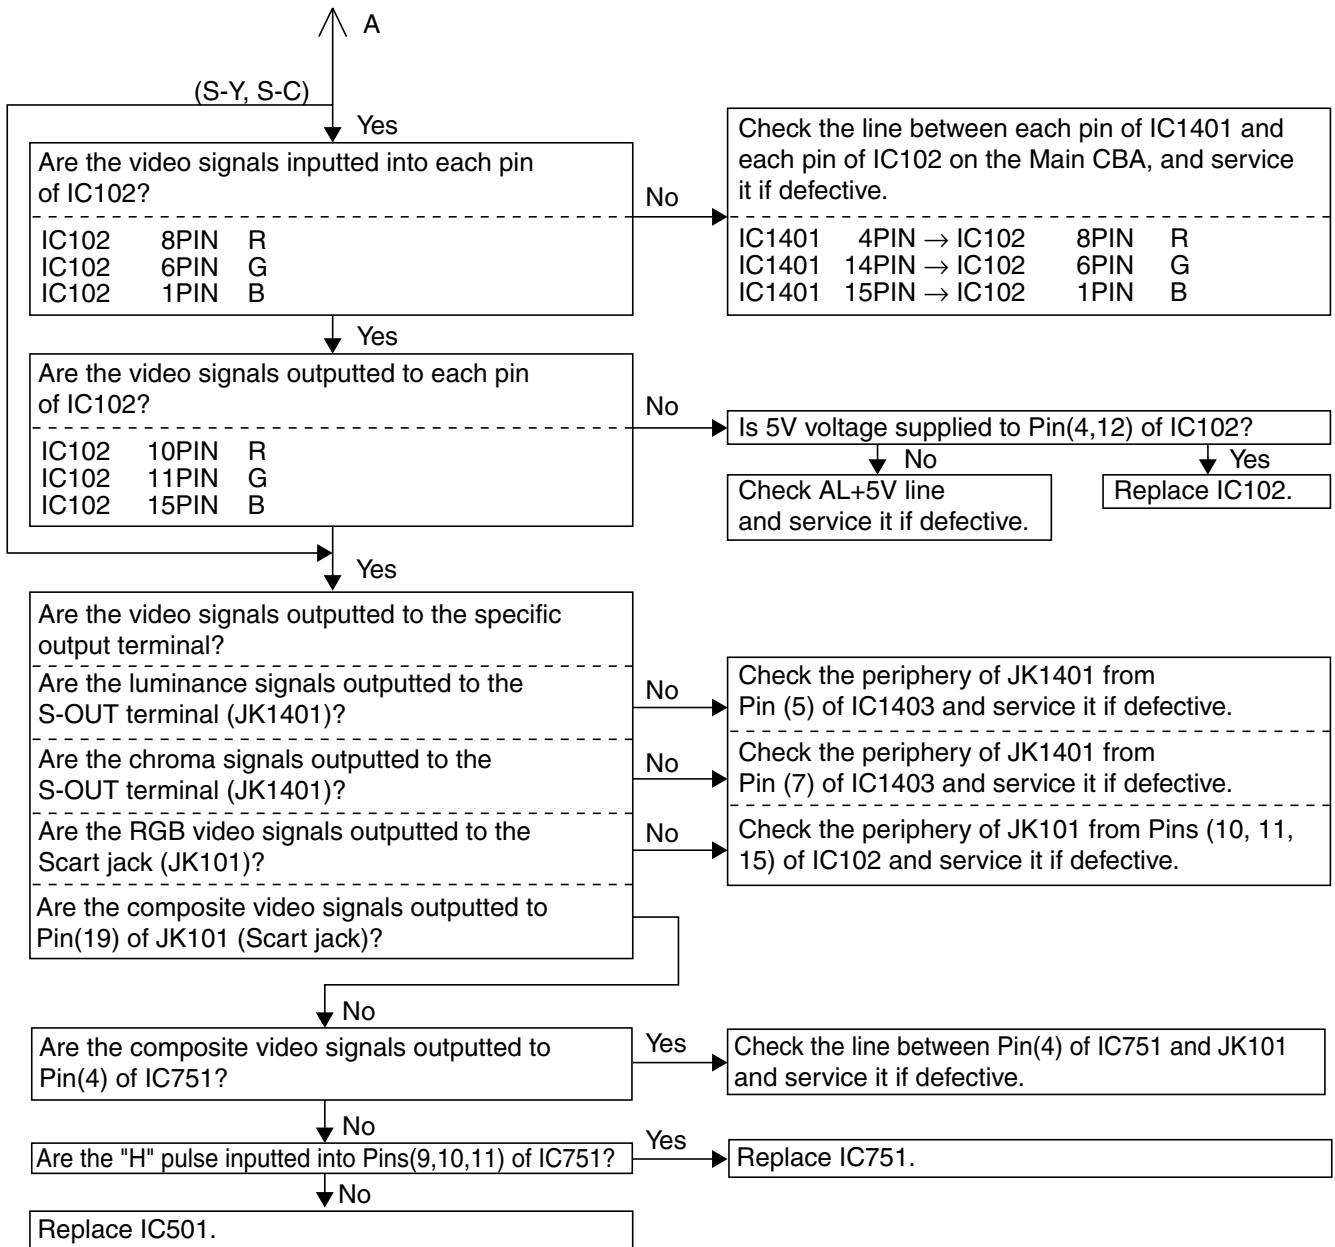 A
(S-Y, S-C)
Yes
Are the video signals inputted into each pin
of IC102?
IC102 8PIN R
IC102 6PIN G
IC102 1PIN B
No
Check the line between each pin of IC1401 and
each pin of IC102 on the Main CBA, and service
it if defective.
IC1401 4PIN → IC102 8PIN R
IC1401 14PIN → IC102 6PIN G
IC1401 15PIN → IC102 1PIN B
Yes
Are the video signals outputted to each pin
of IC102?
IC102 10PIN R
IC102 11PIN G
IC102 15PIN B
No
Is 5V voltage supplied to Pin(4,12) of IC102?
No
Check AL+5V line
and service it if defective.
Yes
Replace IC102.
Yes
Are the video signals outputted to the specific
output terminal?
Are the luminance signals outputted to the
S-OUT terminal (JK1401)?
No
Check the periphery of JK1401 from
Pin (5) of IC1403 and service it if defective.
Are the chroma signals outputted to the
S-OUT terminal (JK1401)?
No
Check the periphery of JK1401 from
Pin (7) of IC1403 and service it if defective.
Are the RGB video signals outputted to the
Scart jack (JK101)?
No
Check the periphery of JK101 from Pins (10, 11,
15) of IC102 and service it if defective.
Are the composite video signals outputted to
Pin(19) of JK101 (Scart jack)?
No
Are the composite video signals outputted to
Pin(4) of IC751?
Yes
Check the line between Pin(4) of IC751 and JK101
and service it if defective.
No
Are the "H" pulse inputted into Pins(9,10,11) of IC751?
Yes
Replace IC751.
No
Replace IC501.